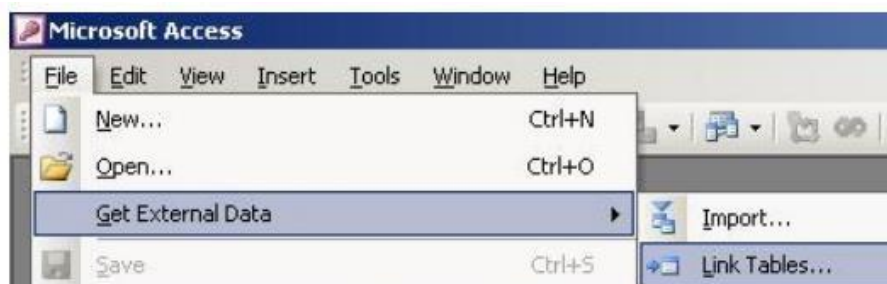 Microsoft Access
File Edit View Insert Tools Window Help
New... Ctrl+N
Open... Ctrl+O
Get External Data
Import...
Save Ctrl+S
Link Tables...